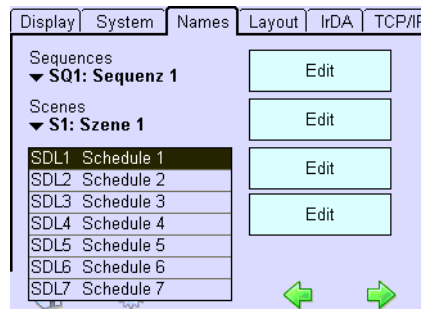 Display System Names Layout IrDA TCP/IP
Sequences
SQ1: Sequenz 1
Edit
Scenes
S1: Szene 1
Edit
SDL1 Schedule 1
SDL2 Schedule 2
Edit
SDL3 Schedule 3
SDL4 Schedule 4
Edit
SDL5 Schedule 5
SDL6 Schedule 6
SDL7 Schedule 7